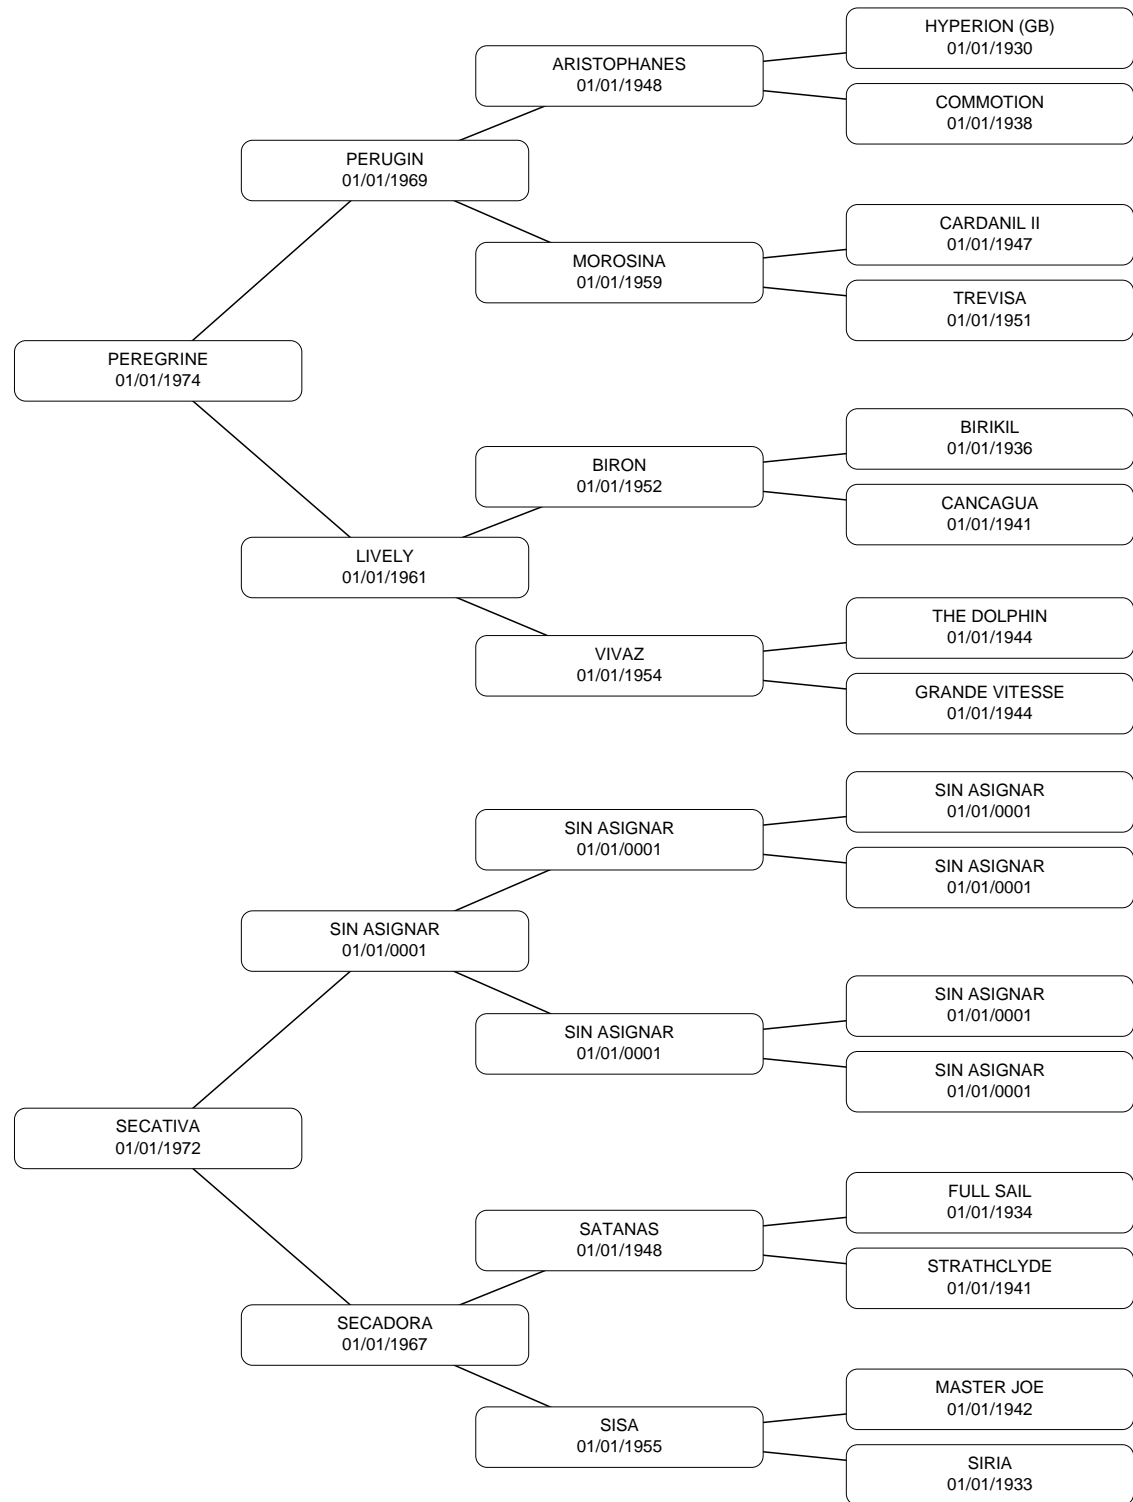 HYPERION (GB)
01/01/1930
ARISTOPHANES
01/01/1948
COMMOTION
01/01/1938
PERUGIN
01/01/1969
CARDANIL II
01/01/1947
MOROSINA
01/01/1959
TREVISA
01/01/1951
PEREGRINE
01/01/1974
BIRIKIL
01/01/1936
BIRON
01/01/1952
CANCAGUA
01/01/1941
LIVELY
01/01/1961
THE DOLPHIN
01/01/1944
VIVAZ
01/01/1954
GRANDE VITESSE
01/01/1944
SIN ASIGNAR
01/01/0001
SIN ASIGNAR
01/01/0001
SIN ASIGNAR
01/01/0001
SIN ASIGNAR
01/01/0001
SIN ASIGNAR
01/01/0001
SIN ASIGNAR
01/01/0001
SIN ASIGNAR
01/01/0001
SECATIVA
01/01/1972
FULL SAIL
01/01/1934
SATANAS
01/01/1948
STRATHCLYDE
01/01/1941
SECADORA
01/01/1967
MASTER JOE
01/01/1942
SISA
01/01/1955
SIRIA
01/01/1933